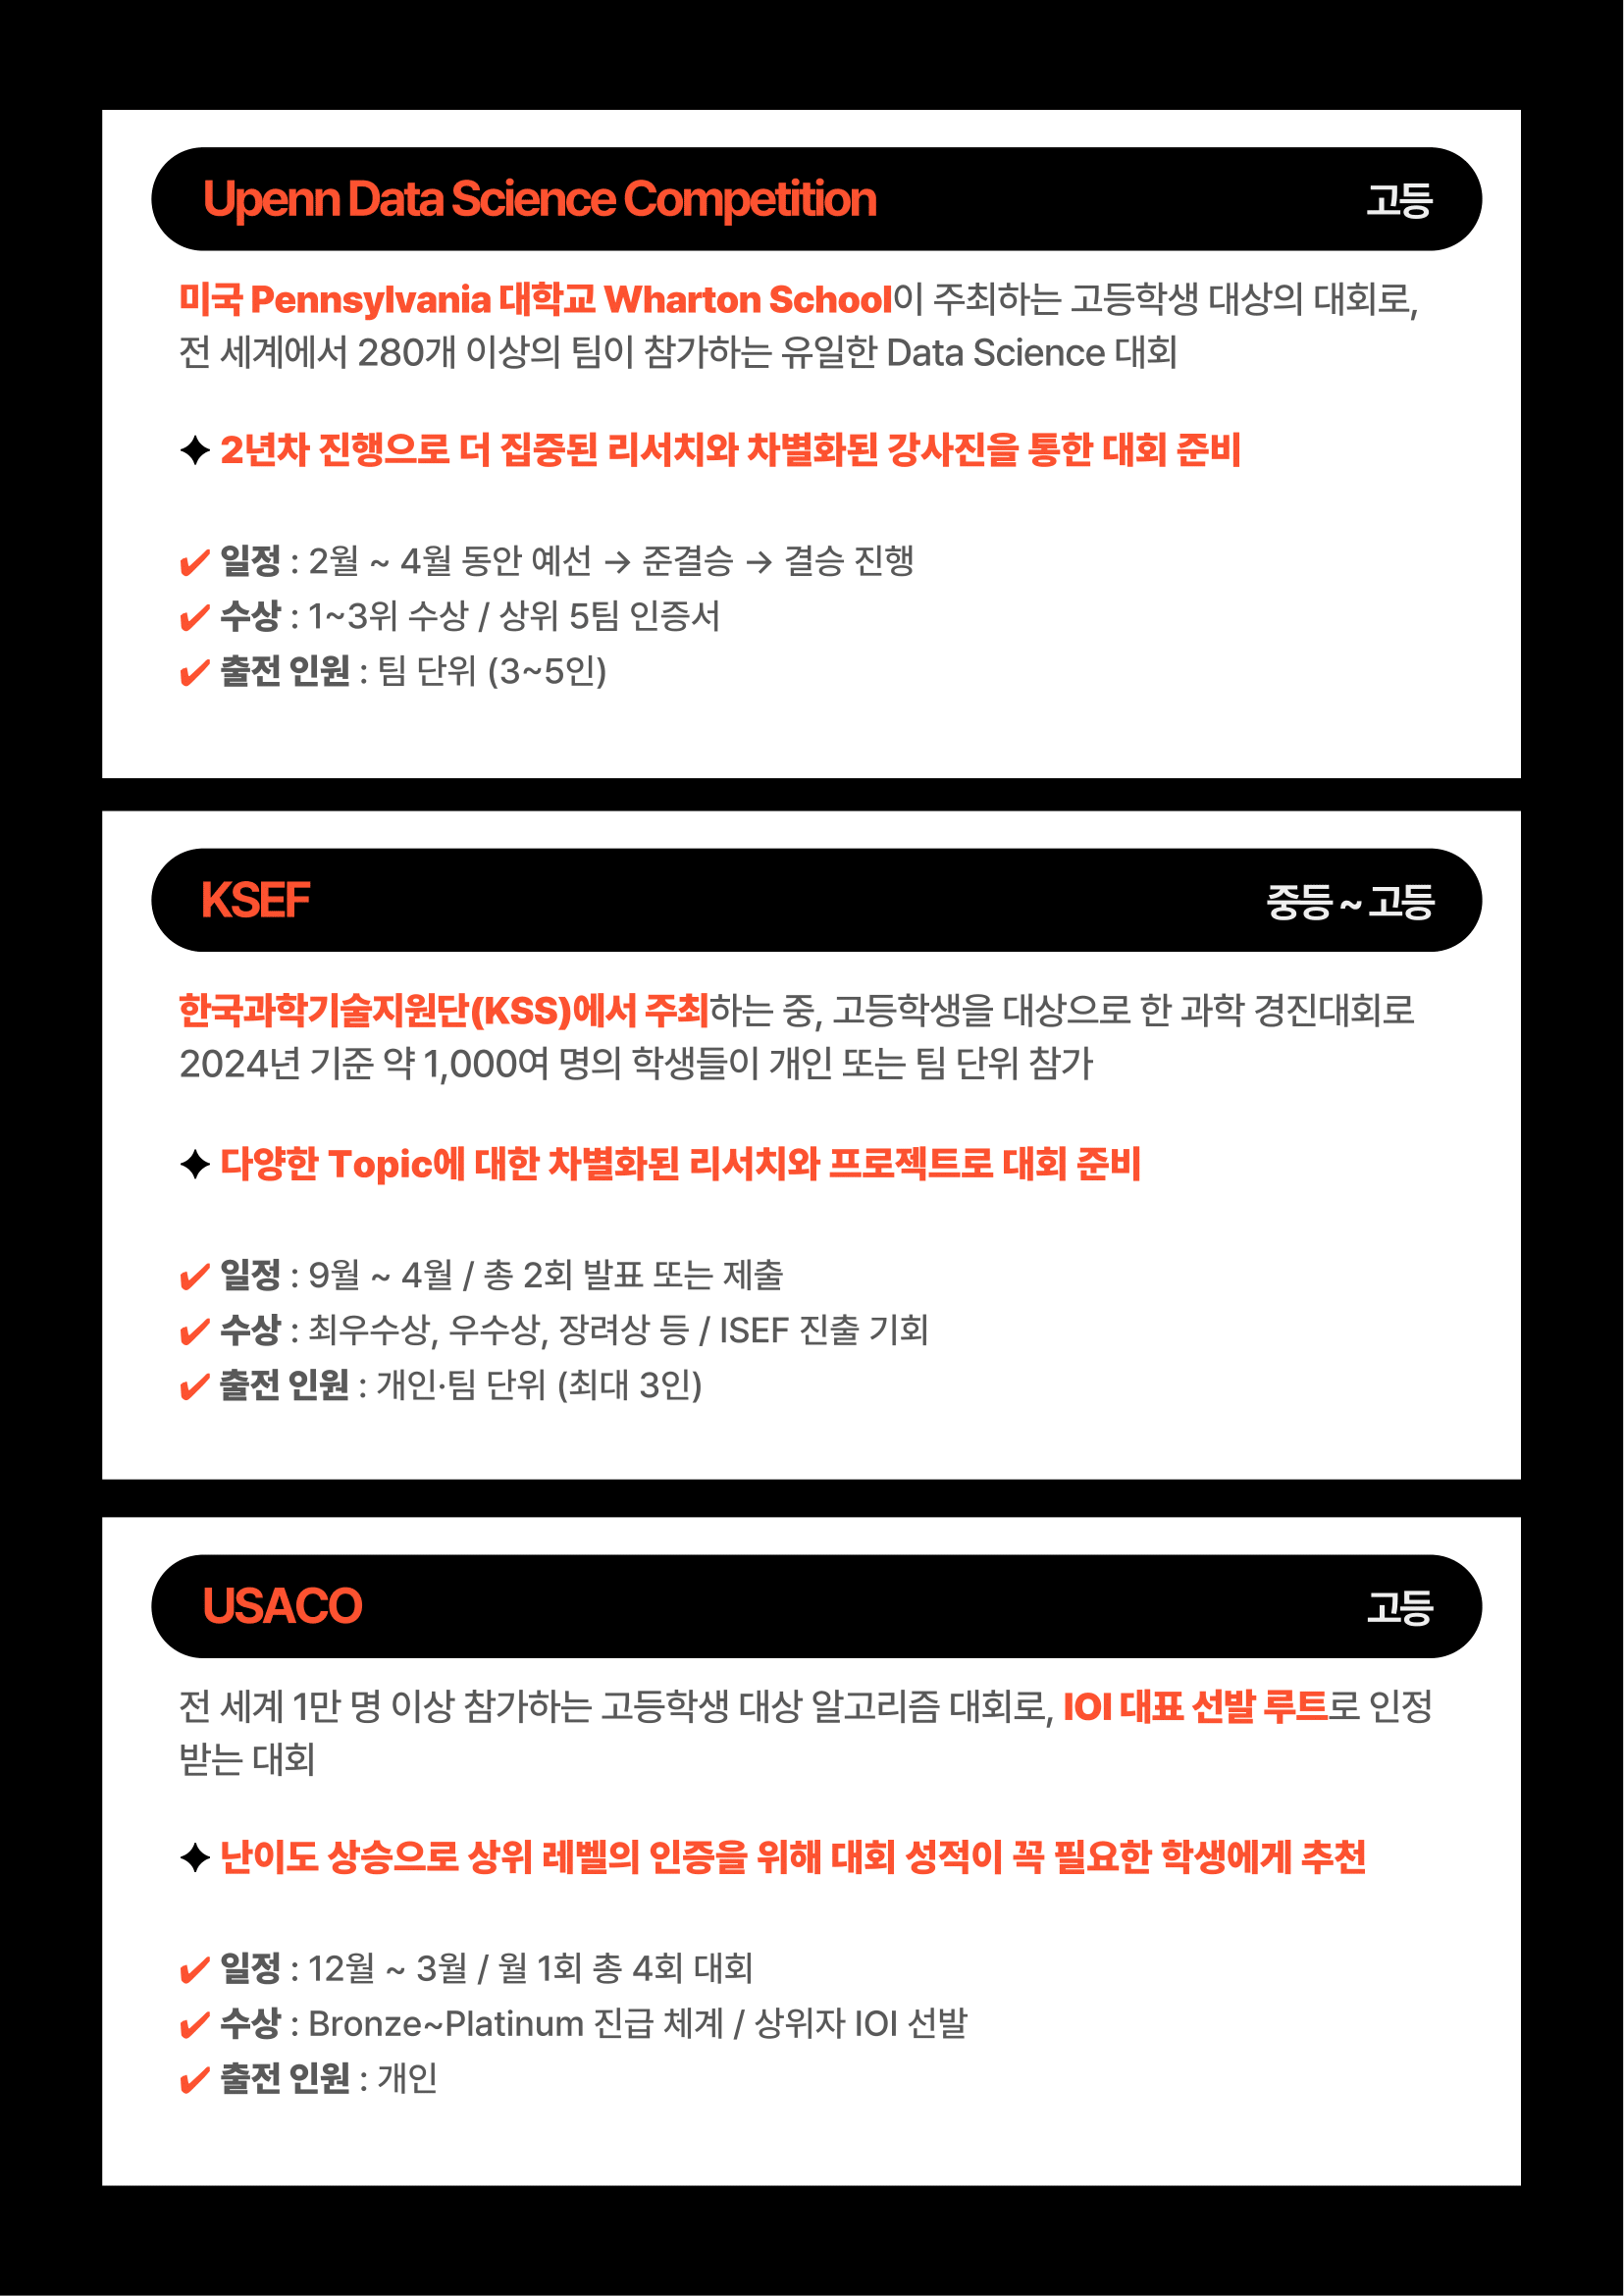 Upenn Data Science Competition 고등
미국 Pennsylvania 대학교 Wharton School이 주최하는 고등학생 대상의 대회로,
전 세계에서 280개 이상의 팀이 참가하는 유일한 Data Science 대회
✦ 2년차 진행으로 더 집중된 리서치와 차별화된 강사진을 통한 대회 준비
✔ 일정 : 2월 ~ 4월 동안 예선 → 준결승 → 결승 진행
✔ 수상 : 1~3위 수상 / 상위 5팀 인증서
✔ 출전 인원 : 팀 단위 (3~5인)
KSEF 중등 ~ 고등
한국과학기술지원단(KSS)에서 주최하는 중, 고등학생을 대상으로 한 과학 경진대회로
2024년 기준 약 1,000여 명의 학생들이 개인 또는 팀 단위 참가
✦ 다양한 Topic에 대한 차별화된 리서치와 프로젝트로 대회 준비
✔ 일정 : 9월 ~ 4월 / 총 2회 발표 또는 제출
✔ 수상 : 최우수상, 우수상, 장려상 등 / ISEF 진출 기회
✔ 출전 인원 : 개인·팀 단위 (최대 3인)
USACO 고등
전 세계 1만 명 이상 참가하는 고등학생 대상 알고리즘 대회로, IOI 대표 선발 루트로 인정
받는 대회
✦ 난이도 상승으로 상위 레벨의 인증을 위해 대회 성적이 꼭 필요한 학생에게 추천
✔ 일정 : 12월 ~ 3월 / 월 1회 총 4회 대회
✔ 수상 : Bronze~Platinum 진급 체계 / 상위자 IOI 선발
✔ 출전 인원 : 개인